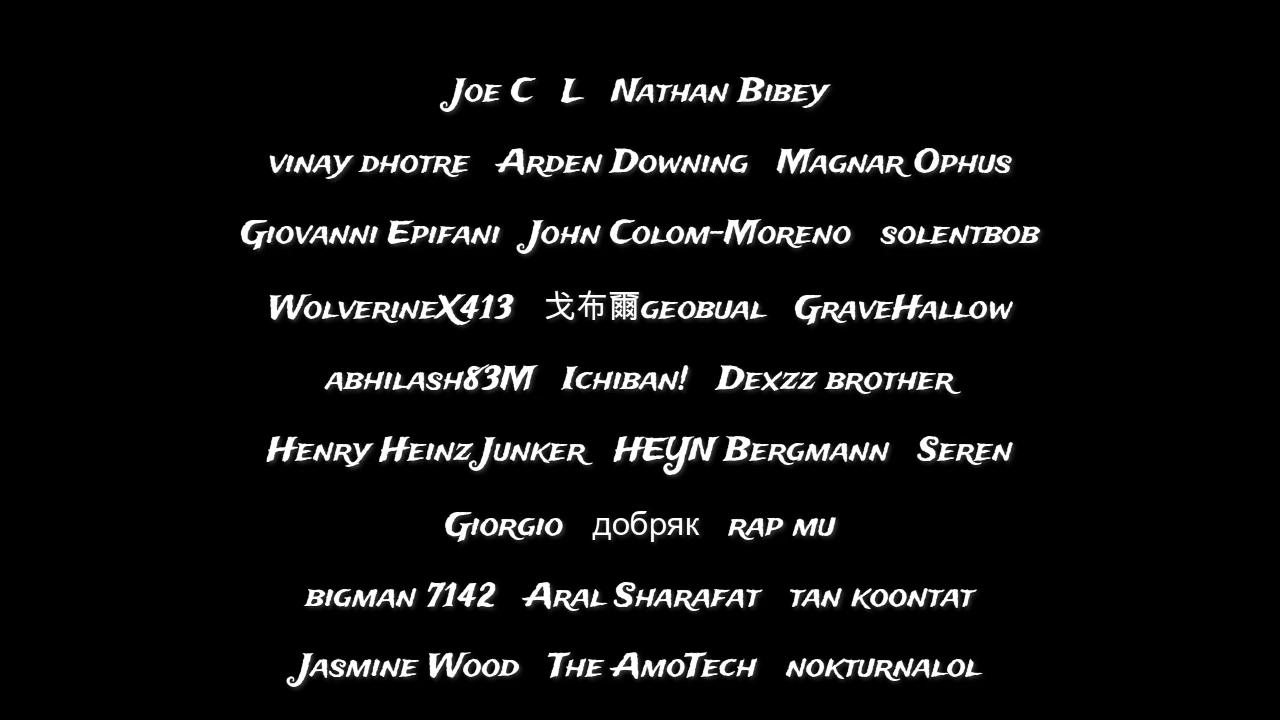 Joe C L Nathan Bibey
vinay dhotre Arden Downing Magnar Ophus
Giovanni Epifani John Colom-Moreno solentbob
WolverineX413 戈布爾geobual GraveHallow
abhilash83M Ichiban! Dexzz brother
Henry Heinz Junker HEYN Bergmann Seren
Giorgio добряк rap mu
bigman 7142 Aral Sharafat tan koontat
Jasmine Wood The AmoTech nokturnalol